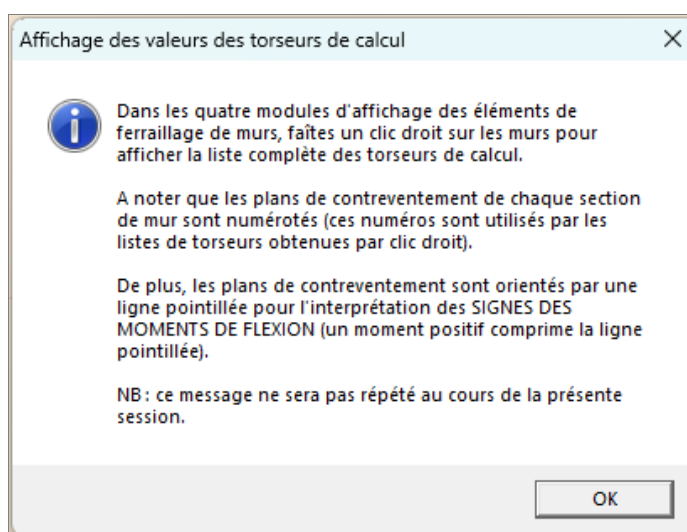 Affichage des valeurs des torseurs de calcul
Dans les quatre modules d'affichage des éléments de
ferraillage de murs, faîtes un clic droit sur les murs pour
afficher la liste complète des torseurs de calcul.
A noter que les plans de contreventement de chaque section
de mur sont numérotés (ces numéros sont utilisés par les
listes de torseurs obtenues par clic droit).
De plus, les plans de contreventement sont orientés par une
ligne pointillée pour l'interprétation des SIGNES DES
MOMENTS DE FLEXION (un moment positif comprime la ligne
pointillée).
NB : ce message ne sera pas répété au cours de la présente
session.
OK